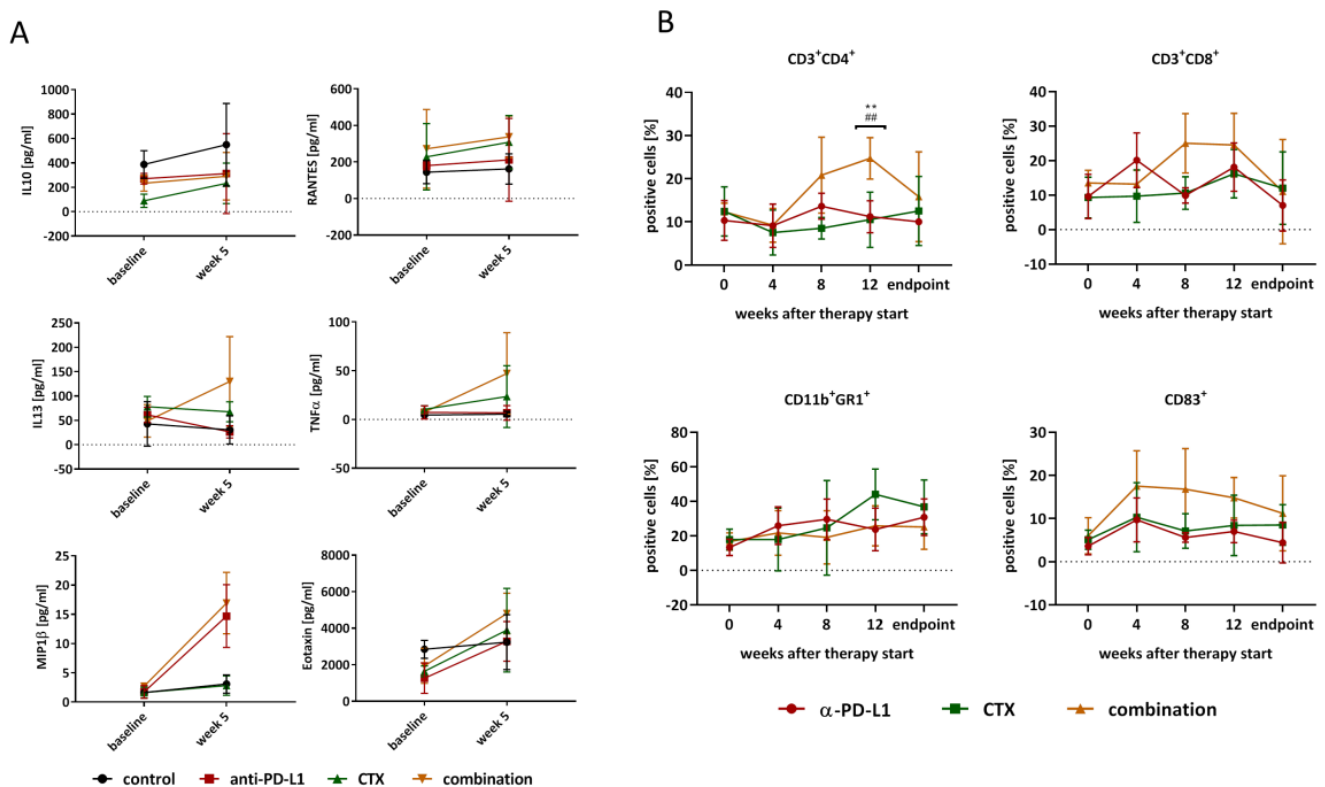 A
IL10 [pg/ml]
1000
800
600
400
200
0
-200
baseline
week 5
RANTES [pg/ml]
600
400
200
0
-200
baseline
week 5
IL13 [pg/ml]
250
200
150
100
50
0
-50
baseline
week 5
TNFα [pg/ml]
100
50
0
-50
baseline
week 5
MIP1β [pg/ml]
25
20
15
10
5
0
baseline
week 5
Eotaxin [pg/ml]
8000
6000
4000
2000
0
baseline
week 5
control anti-PD-L1 CTX combination
B
CD3⁺CD4⁺
positive cells [%]
40
30
20
10
0
**
##
0 4 8 12 endpoint
weeks after therapy start
CD3⁺CD8⁺
positive cells [%]
40
30
20
10
0
-10
0 4 8 12 endpoint
weeks after therapy start
CD11b⁺GR1⁺
positive cells [%]
80
60
40
20
0
-20
0 4 8 12 endpoint
weeks after therapy start
CD83⁺
positive cells [%]
30
20
10
0
-10
0 4 8 12 endpoint
weeks after therapy start
α-PD-L1 CTX combination